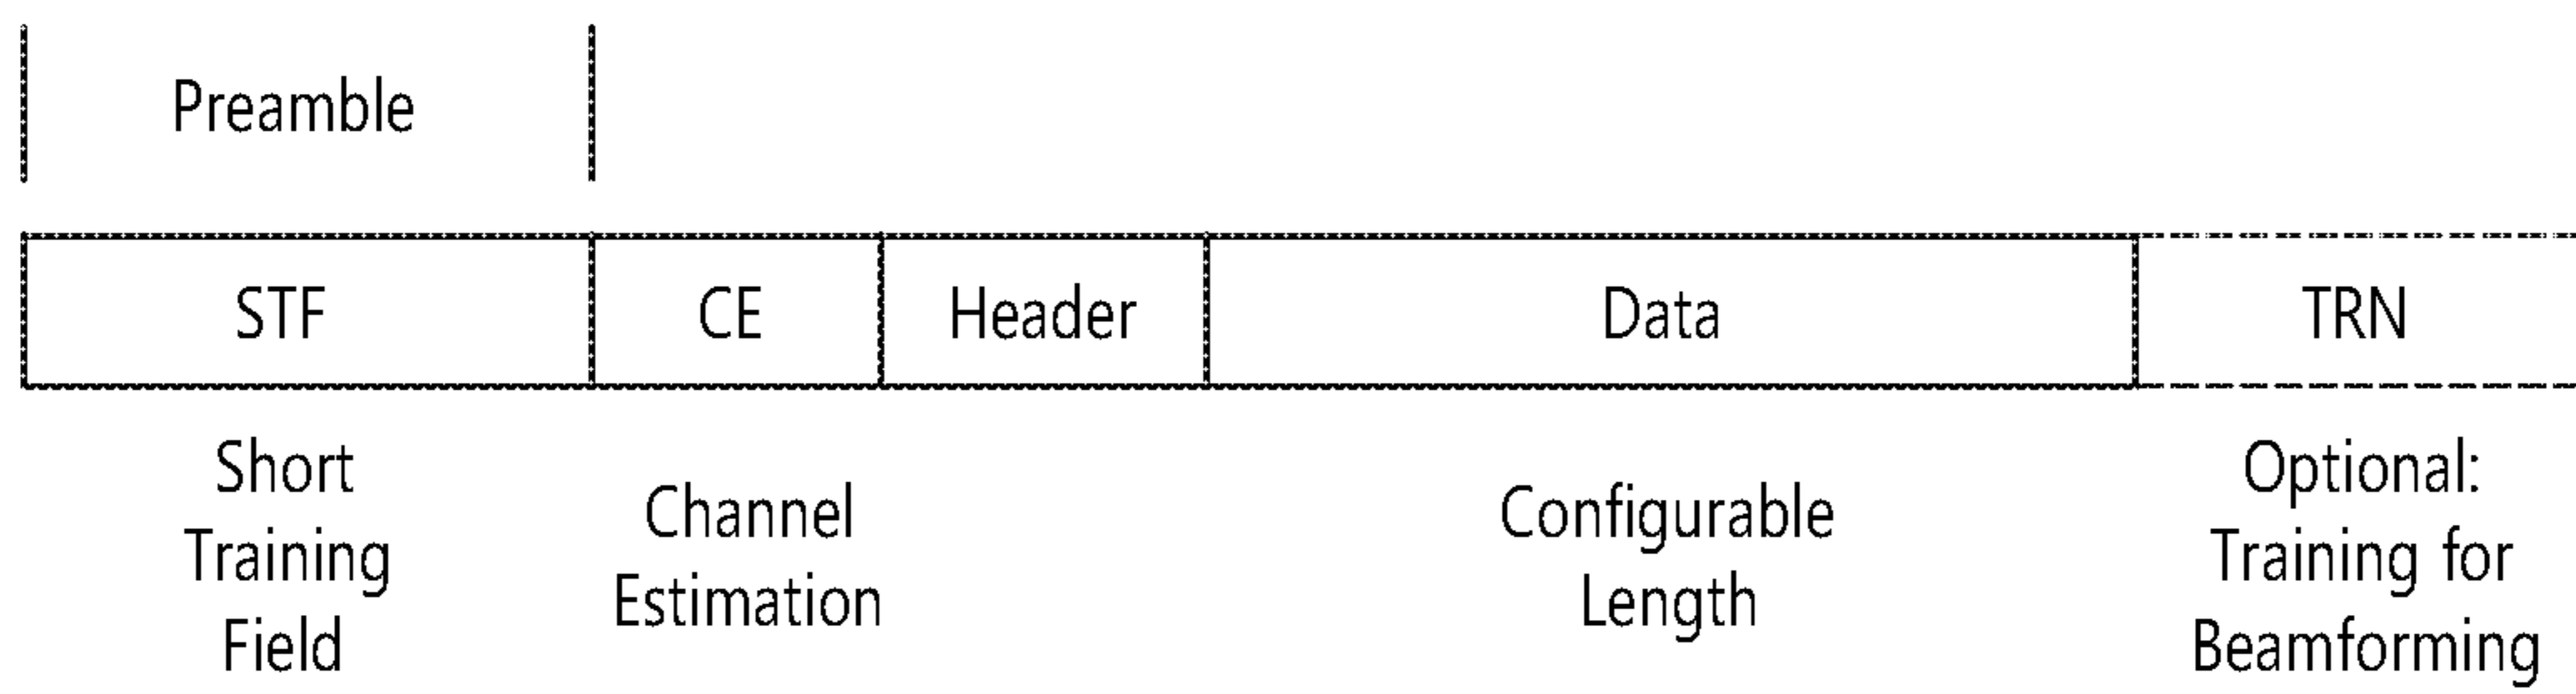 Preamble
STF CE Header Data TRN
Short
Training
Field
Channel
Estimation
Configurable
Length
Optional:
Training for
Beamforming